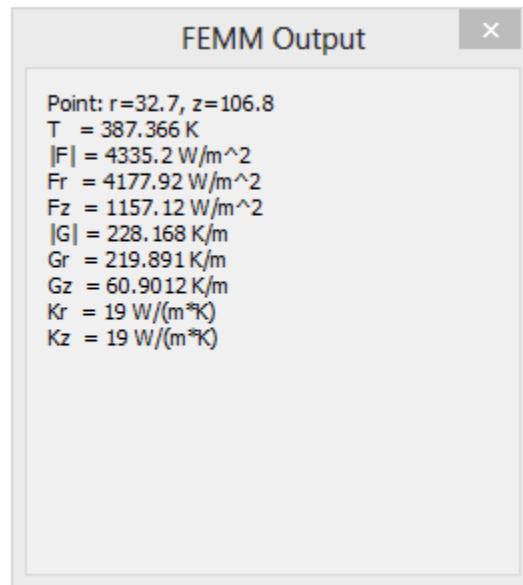 FEMM Output
Point: r=32.7, z=106.8
T = 387.366 K
|F| = 4335.2 W/m^2
Fr = 4177.92 W/m^2
Fz = 1157.12 W/m^2
|G| = 228.168 K/m
Gr = 219.891 K/m
Gz = 60.9012 K/m
Kr = 19 W/(m*K)
Kz = 19 W/(m*K)